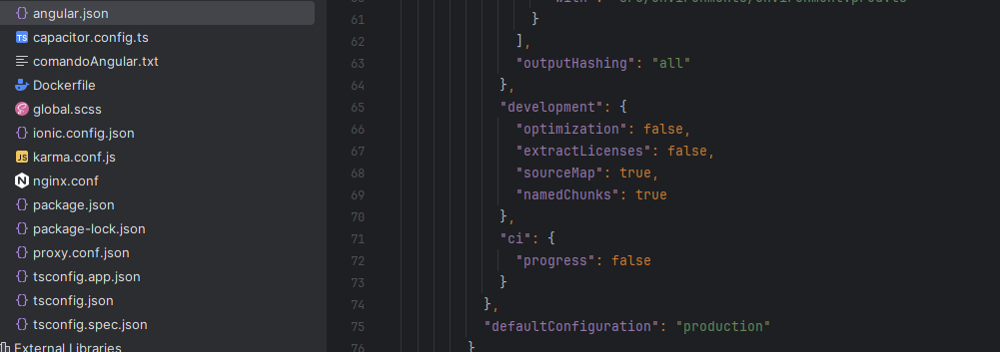 angular.json
capacitor.config.ts
comandoAngular.txt
Dockerfile
global.scss
ionic.config.json
karma.conf.js
nginx.conf
package.json
package-lock.json
proxy.conf.json
tsconfig.app.json
tsconfig.json
tsconfig.spec.json
External Libraries
61 }
62 ],
63 "outputHashing": "all"
64 },
65 "development": {
66 "optimization": false,
67 "extractLicenses": false,
68 "sourceMap": true,
69 "namedChunks": true
70 },
71 "ci": {
72 "progress": false
73 }
74 },
75 "defaultConfiguration": "production"
76 }